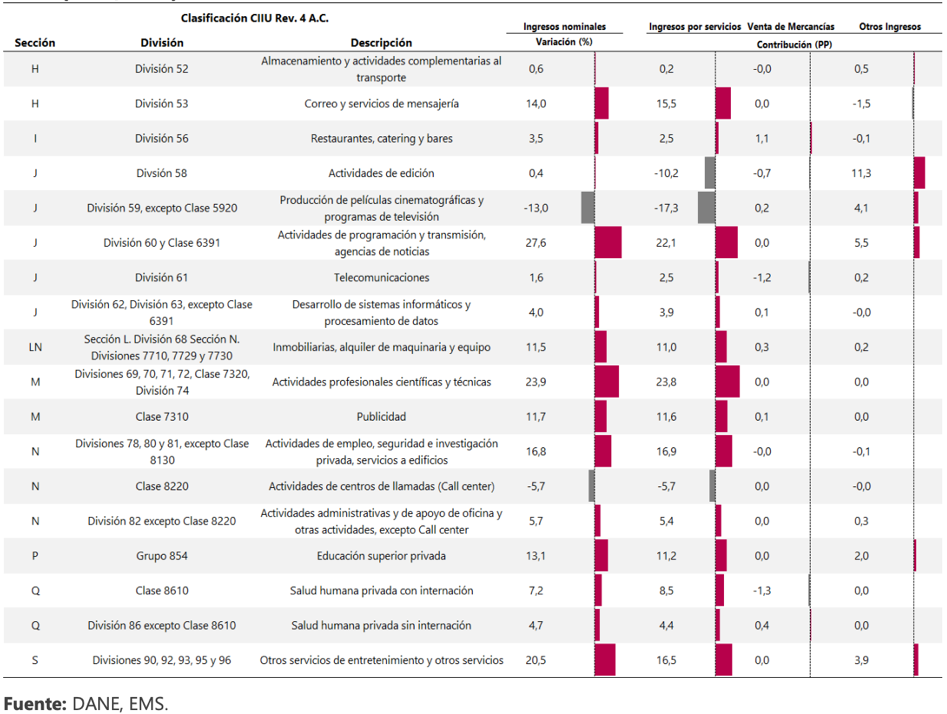 Clasificación CIIU Rev. 4 A.C.
Ingresos nominales Ingresos por servicios Venta de Mercancías Otros Ingresos
Sección División Descripción Variación (%) Contribución (PP)
H División 52 Almacenamiento y actividades complementarias al transporte 0,6 0,2 -0,0 0,5
H División 53 Correo y servicios de mensajería 14,0 15,5 0,0 -1,5
I División 56 Restaurantes, catering y bares 3,5 2,5 1,1 -0,1
J Divsión 58 Actividades de edición 0,4 -10,2 -0,7 11,3
J División 59, excepto Clase 5920 Producción de películas cinematográficas y programas de televisión -13,0 -17,3 0,2 4,1
J División 60 y Clase 6391 Actividades de programación y transmisión, agencias de noticias 27,6 22,1 0,0 5,5
J División 61 Telecomunicaciones 1,6 2,5 -1,2 0,2
J División 62, División 63, excepto Clase 6391 Desarrollo de sistemas informáticos y procesamiento de datos 4,0 3,9 0,1 -0,0
LN Sección L. División 68 Sección N. Divisiones 7710, 7729 y 7730 Inmobiliarias, alquiler de maquinaria y equipo 11,5 11,0 0,3 0,2
M Divisiones 69, 70, 71, 72, Clase 7320, División 74 Actividades profesionales científicas y técnicas 23,9 23,8 0,0 0,0
M Clase 7310 Publicidad 11,7 11,6 0,1 0,0
N Divisiones 78, 80 y 81, excepto Clase 8130 Actividades de empleo, seguridad e investigación privada, servicios a edificios 16,8 16,9 -0,0 -0,1
N Clase 8220 Actividades de centros de llamadas (Call center) -5,7 -5,7 0,0 -0,0
N División 82 excepto Clase 8220 Actividades administrativas y de apoyo de oficina y otras actividades, excepto Call center 5,7 5,4 0,0 0,3
P Grupo 854 Educación superior privada 13,1 11,2 0,0 2,0
Q Clase 8610 Salud humana privada con internación 7,2 8,5 -1,3 0,0
Q División 86 excepto Clase 8610 Salud humana privada sin internación 4,7 4,4 0,4 0,0
S Divisiones 90, 92, 93, 95 y 96 Otros servicios de entretenimiento y otros servicios 20,5 16,5 0,0 3,9
Fuente: DANE, EMS.